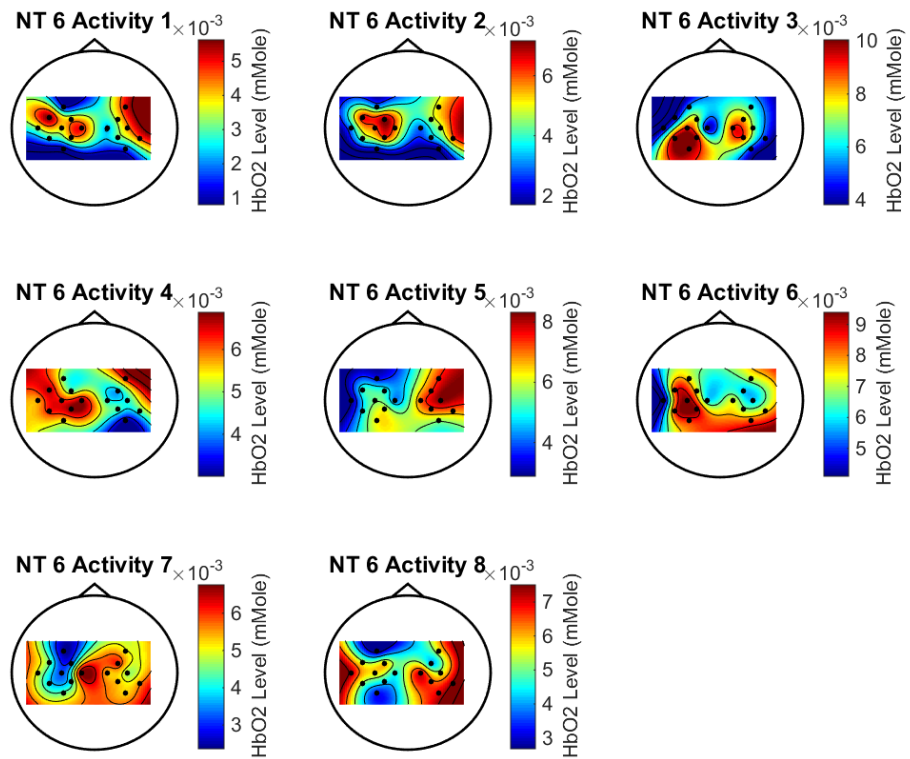 NT 6 Activity 1
×10⁻³
5
4
3
2
1
HbO2 Level (mMole)
NT 6 Activity 2
×10⁻³
6
4
2
HbO2 Level (mMole)
NT 6 Activity 3
×10⁻³
10
8
6
4
HbO2 Level (mMole)
NT 6 Activity 4
×10⁻³
6
5
4
HbO2 Level (mMole)
NT 6 Activity 5
×10⁻³
8
6
4
HbO2 Level (mMole)
NT 6 Activity 6
×10⁻³
9
8
7
6
5
HbO2 Level (mMole)
NT 6 Activity 7
×10⁻³
6
5
4
3
HbO2 Level (mMole)
NT 6 Activity 8
×10⁻³
7
6
5
4
3
HbO2 Level (mMole)